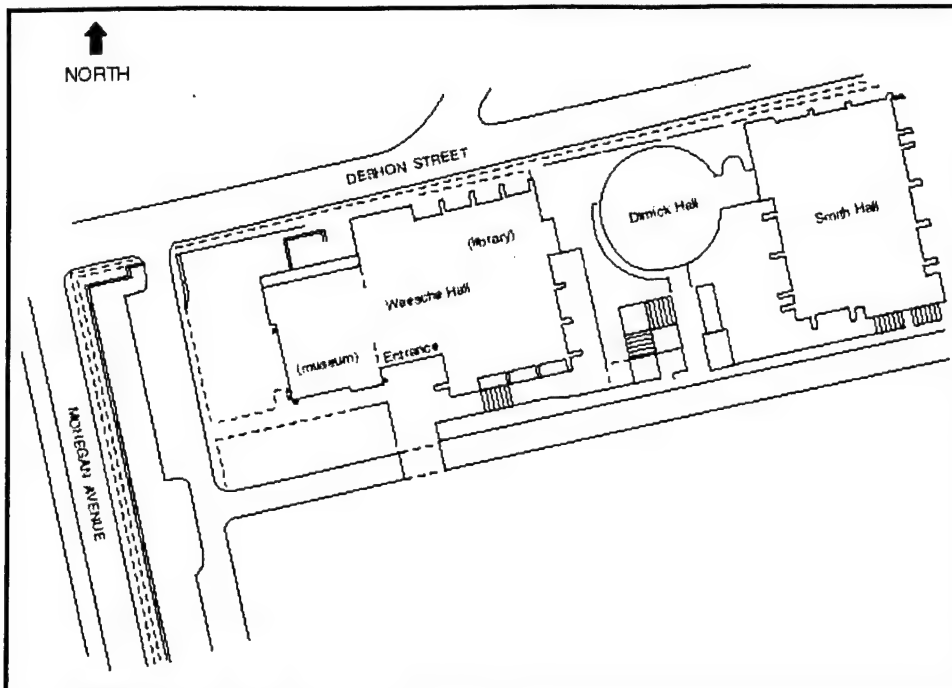 NORTH
DESHON STREET
Dimick Hall
Smith Hall
(library)
Waesche Hall
(museum)
Entrance
MOHEGAN AVENUE